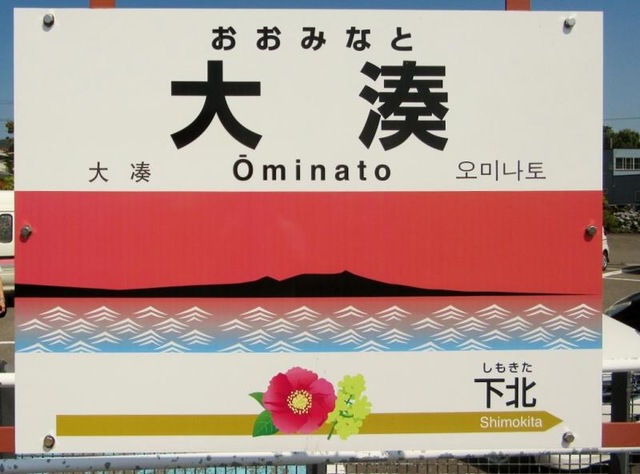 おおみなと
大湊
大凑 Ōminato 오미나토
しもきた
下北
Shimokita